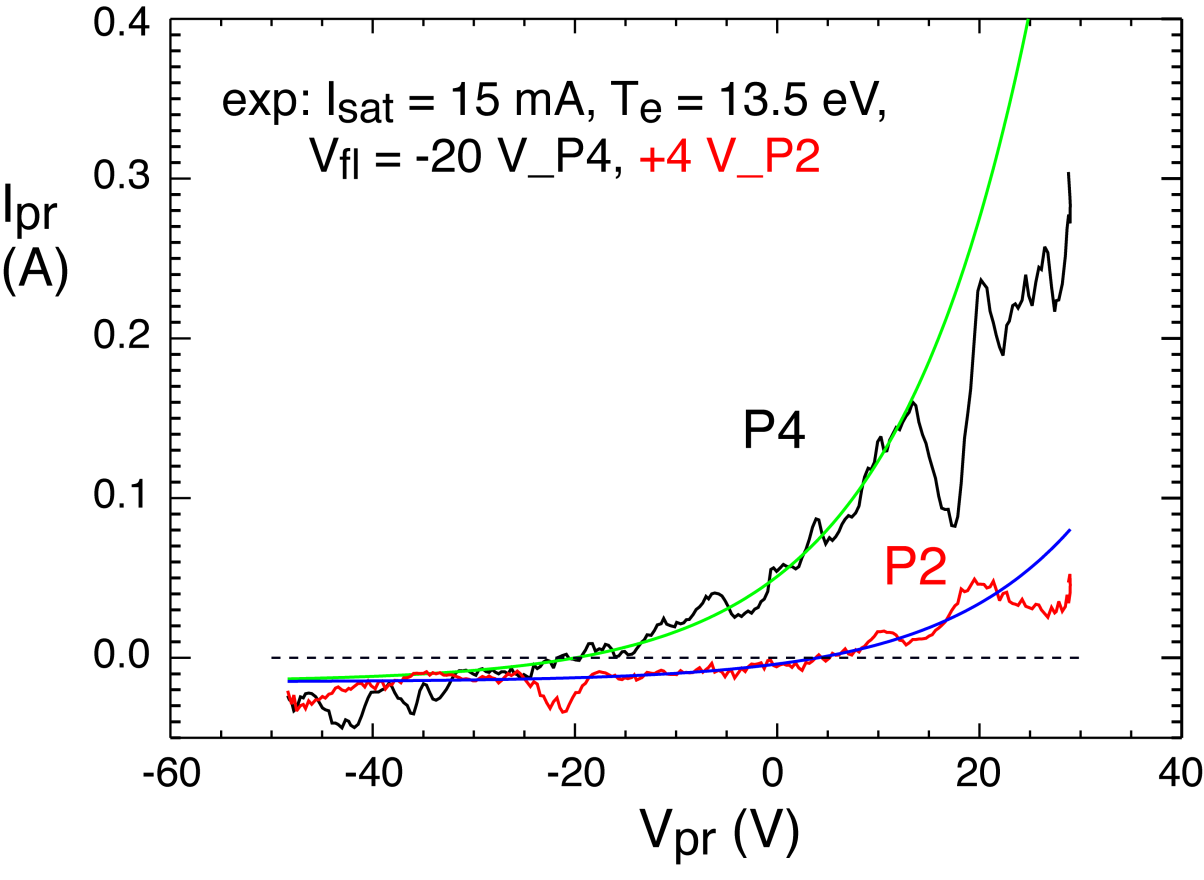 0.4
exp: Isat = 15 mA, Te = 13.5 eV,
Vfl = -20 V_P4, +4 V_P2
0.3
Ipr
(A)
0.2
P4
0.1
P2
0.0
-60 -40 -20 0 20 40
Vpr (V)